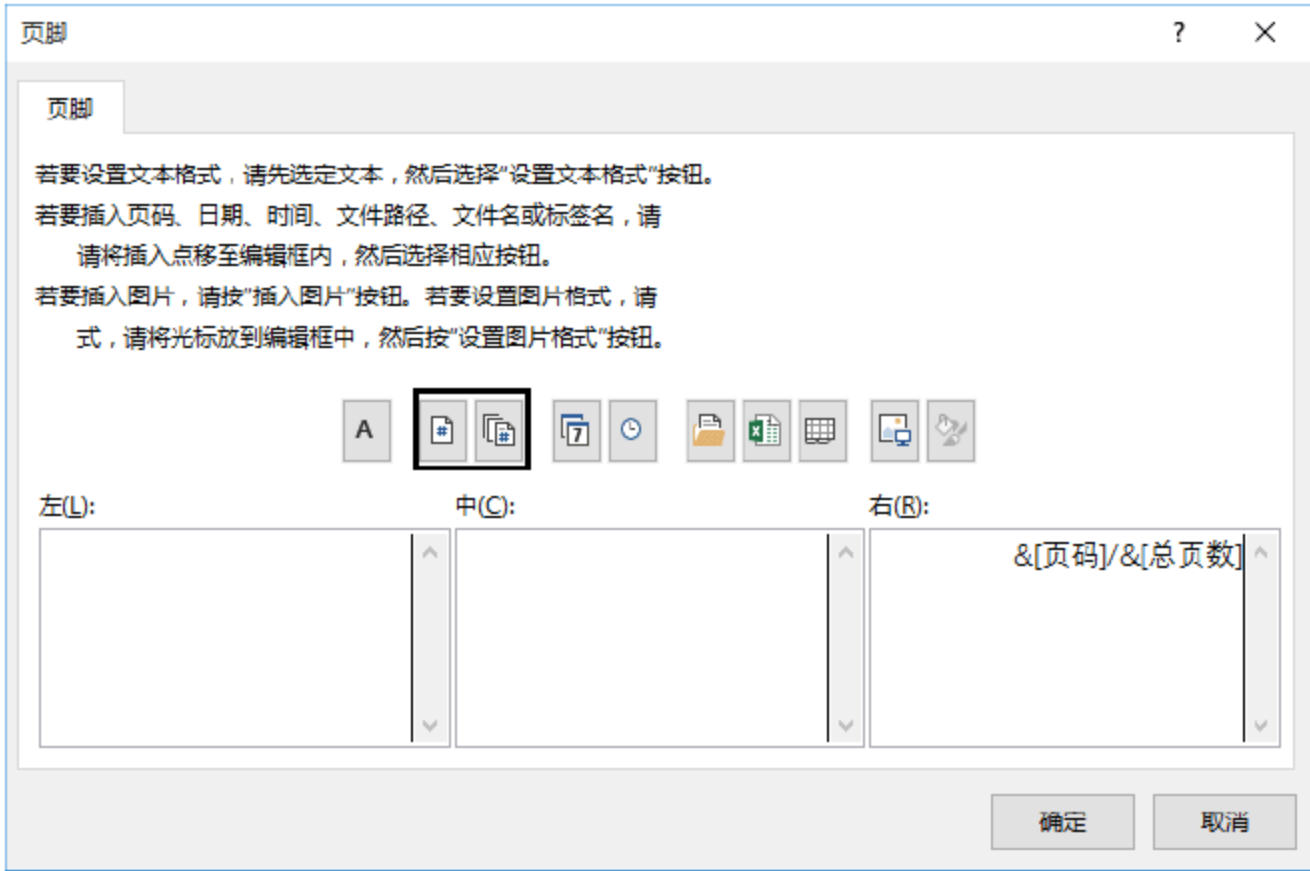 页脚
?
页脚
若要设置文本格式，请先选定文本，然后选择"设置文本格式"按钮。
若要插入页码、日期、时间、文件路径、文件名或标签名，请
请将插入点移至编辑框内，然后选择相应按钮。
若要插入图片，请按"插入图片"按钮。若要设置图片格式，请
式，请将光标放到编辑框中，然后按"设置图片格式"按钮。
A # # 7
左(L): 中(C): 右(R):
&[页码]/&[总页数]
确定 取消